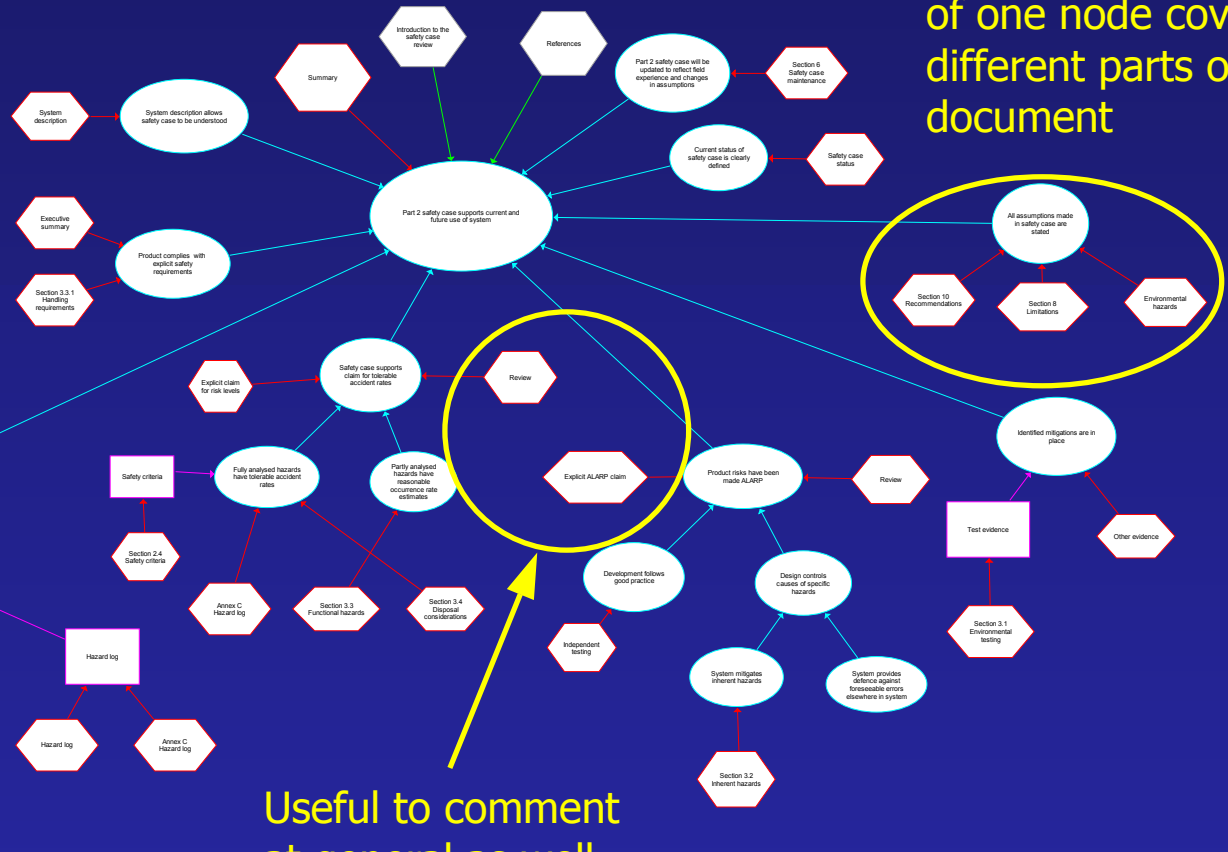 of one node cov
different parts o
document
Introduction to the
safety case
review
References
Part 2 safety case will be
updated to reflect field
experience and changes
in assumptions
Section 6
Safety case
maintenance
Summary
System
description
System description allows
safety case to be understood
Current status of
safety case is clearly
defined
Safety case
status
Part 2 safety case supports current and
future use of system
All assumptions made
in safety case are
stated
Executive
summary
Product complies with
explicit safety
requirements
Section 3.3.1
Handling
requirements
Section 10
Recommendations
Section 8
Limitations
Environmental
hazards
Safety case supports
claim for tolerable
accident rates
Explicit claim
for risk levels
Review
Identified mitigations are in
place
Safety criteria
Fully analysed hazards
have tolerable accident
rates
Partly analysed
hazards have
reasonable
occurrence rate
estimates
Explicit ALARP claim
Product risks have been
made ALARP
Review
Test evidence
Other evidence
Section 2.4
Safety criteria
Development follows
good practice
Design controls
causes of specific
hazards
Annex C
Hazard log
Section 3.3
Functional hazards
Section 3.4
Disposal
considerations
Section 3.1
Environmental
testing
Independent
testing
Hazard log
System mitigates
inherent hazards
System provides
defence against
foreseeable errors
elsewhere in system
Hazard log
Annex C
Hazard log
Section 3.2
Inherent hazards
Useful to comment
at general as well